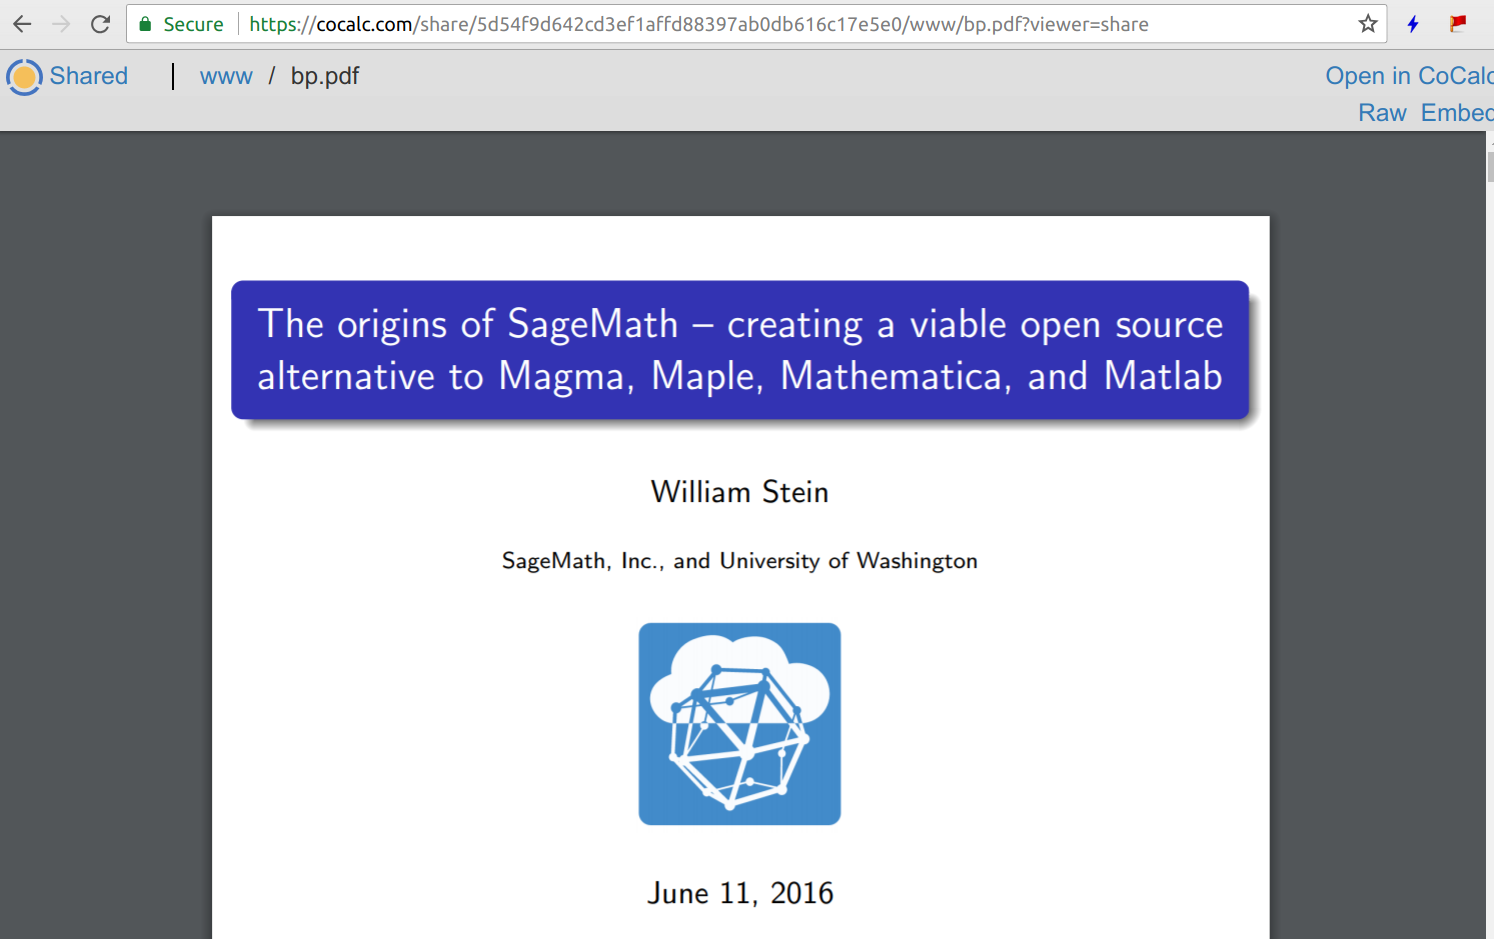 Secure https://cocalc.com/share/5d54f9d642cd3ef1affd88397ab0db616c17e5e0/www/bp.pdf?viewer=share
Shared www / bp.pdf Open in CoCalc
Raw Embed
The origins of SageMath – creating a viable open source
alternative to Magma, Maple, Mathematica, and Matlab
William Stein
SageMath, Inc., and University of Washington
June 11, 2016